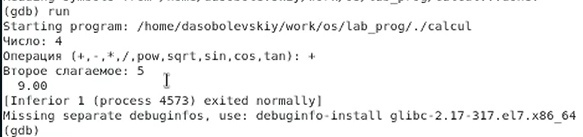 (gdb) run
Starting program: /home/dasobolevskiy/work/os/lab_prog/./calcul
Число: 4
Операция (+,-,*,/,pow,sqrt,sin,cos,tan): +
Второе слагаемое: 5
  9.00
[Inferior 1 (process 4573) exited normally]
Missing separate debuginfos, use: debuginfo-install glibc-2.17-317.el7.x86_64
(gdb)